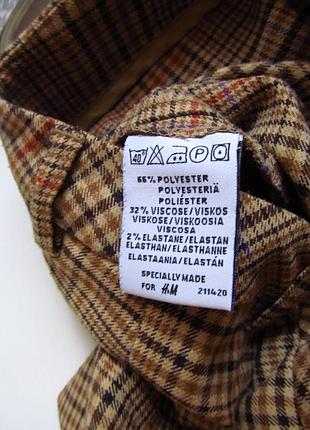 40°
P
66% POLYESTER
POLYESTERIÄ
POLIÉSTER
32% VISCOSE / VISKOS
VISKOSE / VISKOOSIA
VISCOSA
2% ELASTANE / ELASTAN
ELASTHAN / ELASTHANNE
ELASTAANIA / ELASTAN
SPECIALLY MADE
FOR H&M 211420